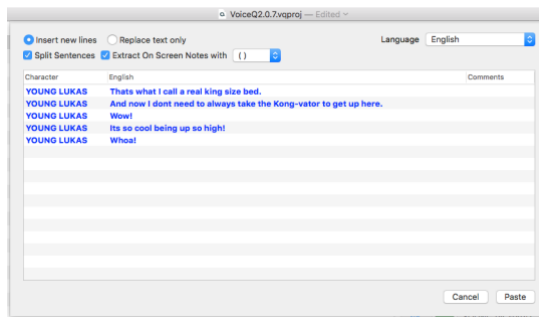 VoiceQ2.0.7.vqproj — Edited
Insert new lines Replace text only Language English
Split Sentences Extract On Screen Notes with ( )
Character English Comments
YOUNG LUKAS Thats what I call a real king size bed.
YOUNG LUKAS And now I dont need to always take the Kong-vator to get up here.
YOUNG LUKAS Wow!
YOUNG LUKAS Its so cool being up so high!
YOUNG LUKAS Whoa!
Cancel Paste